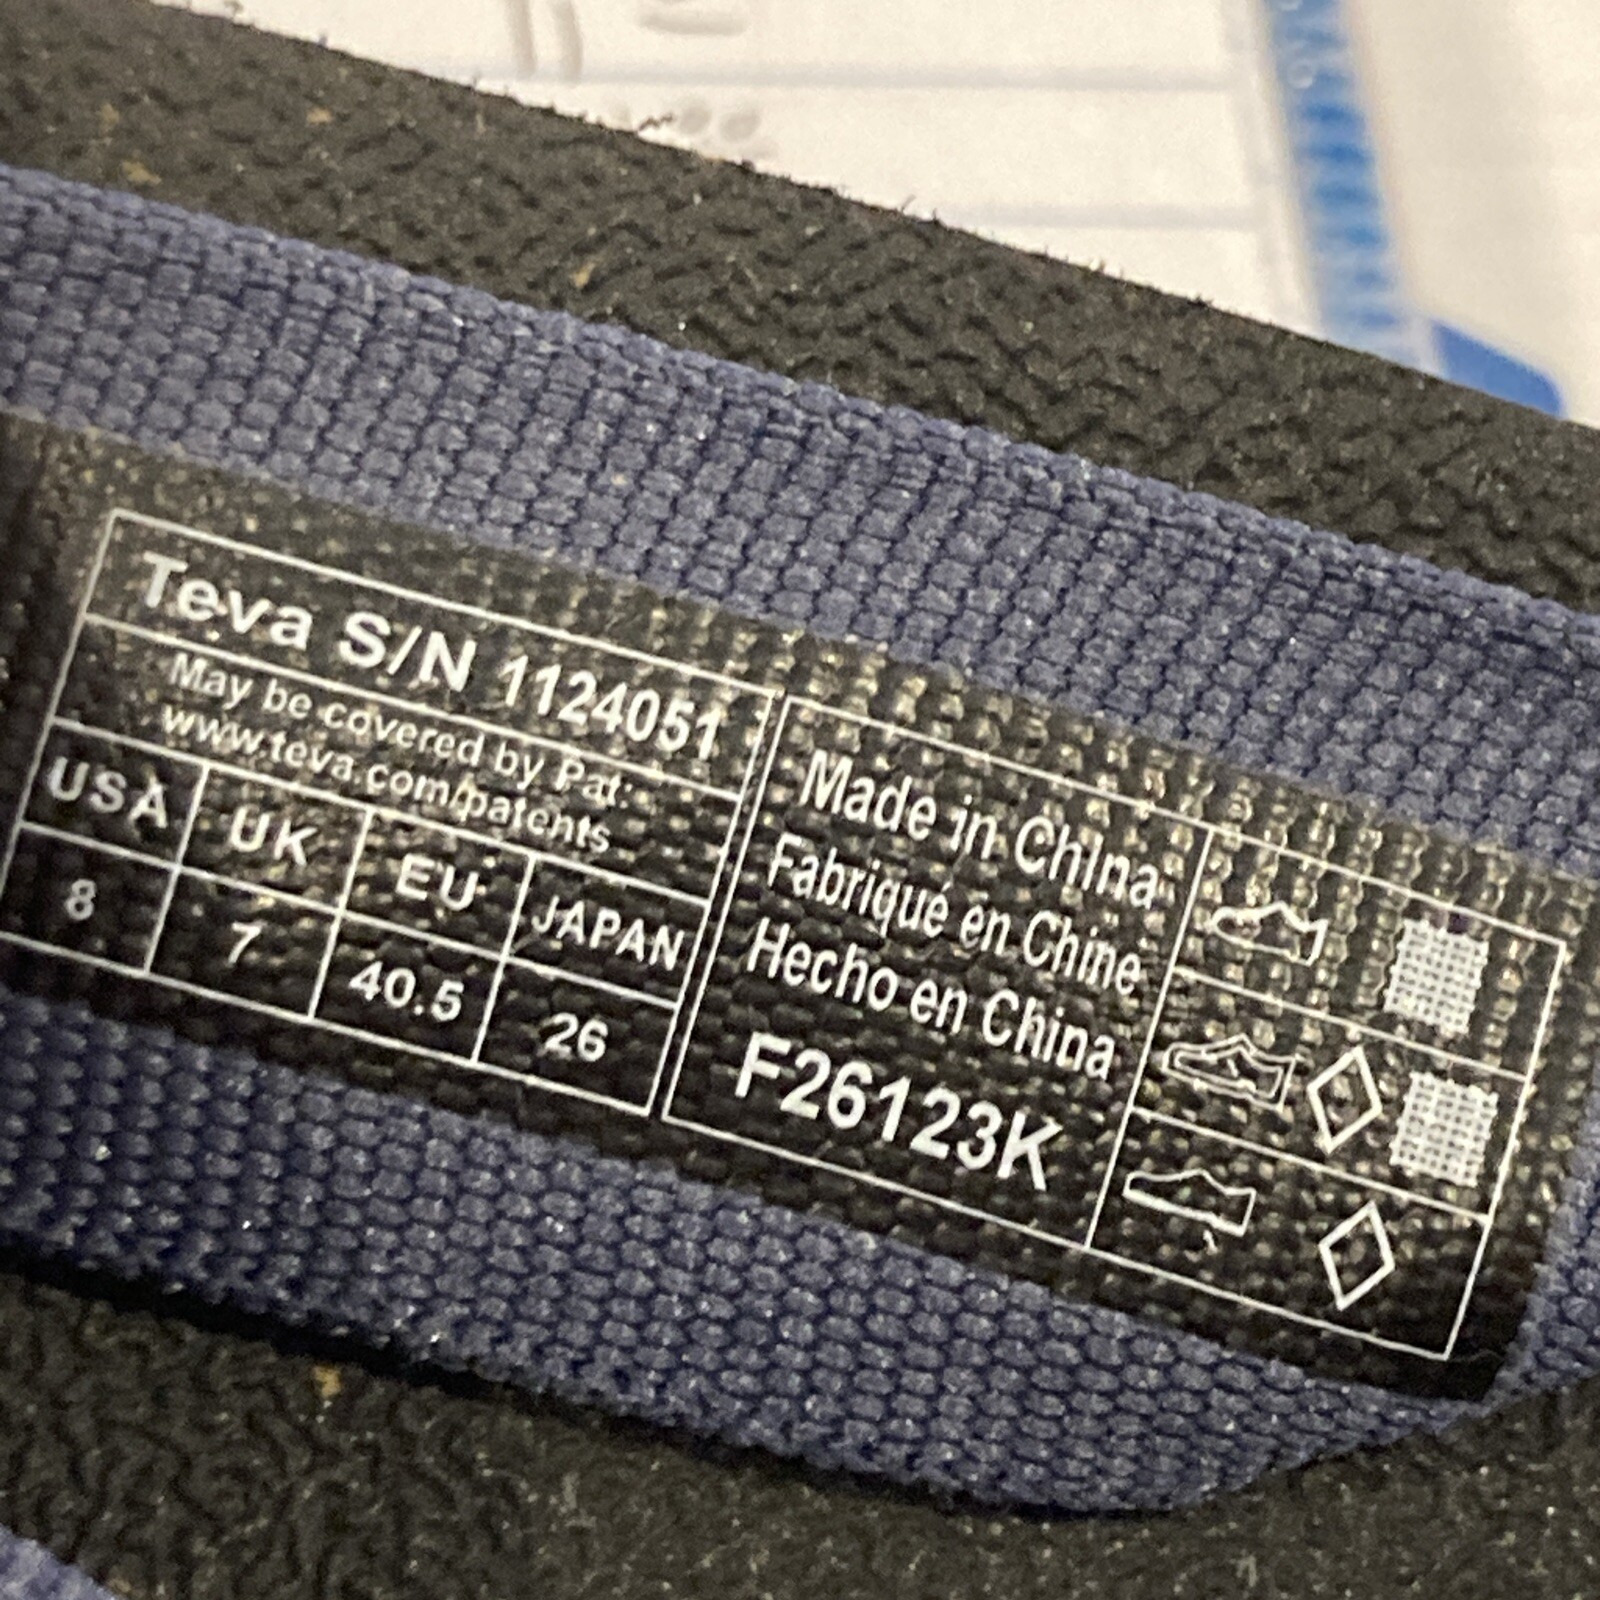 Teva S/N 1124051
May be covered by Pat:
www.teva.com/patents
USA UK EU JAPAN
8 7 40.5 26
Made in China
Fabriqué en Chine
Hecho en China
F26123K